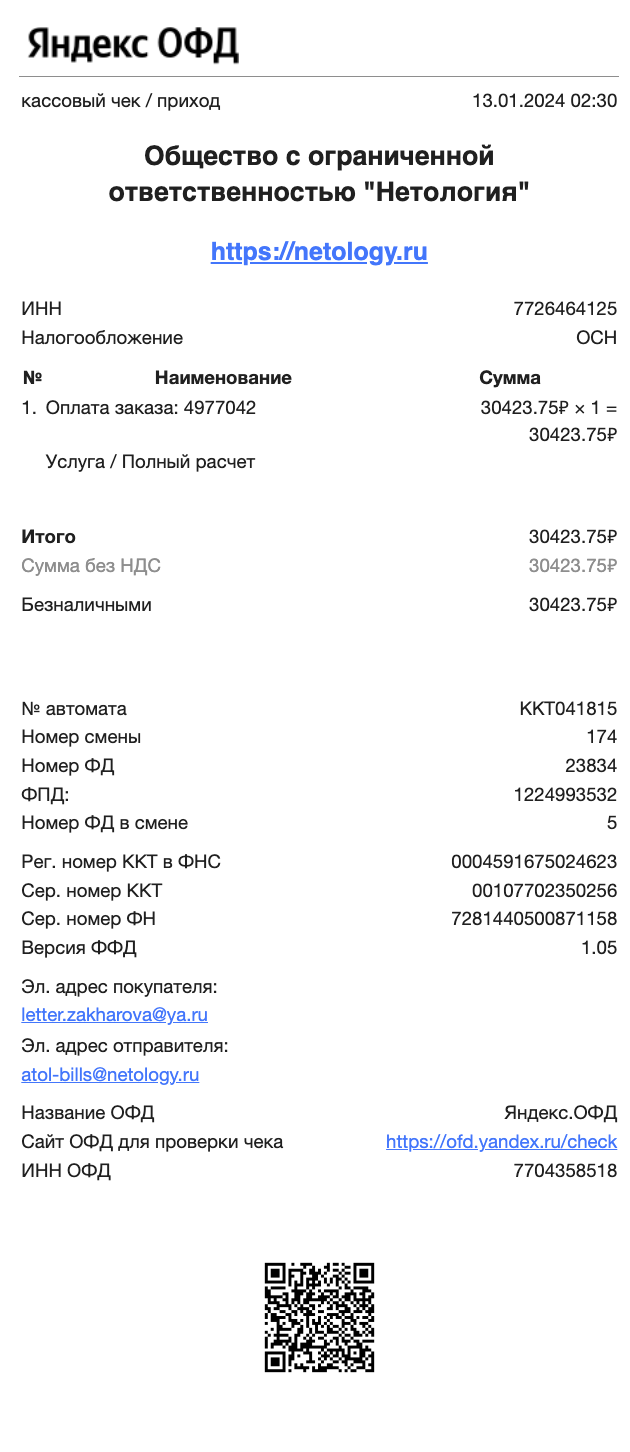 Яндекс ОФД
кассовый чек / приход 13.01.2024 02:30
Общество с ограниченной
ответственностью "Нетология"
https://netology.ru
ИНН 7726464125
Налогообложение ОСН
№ Наименование Сумма
1. Оплата заказа: 4977042 30423.75₽ × 1 =
30423.75₽
Услуга / Полный расчет
Итого 30423.75₽
Сумма без НДС 30423.75₽
Безналичными 30423.75₽
№ автомата ККТ041815
Номер смены 174
Номер ФД 23834
ФПД: 1224993532
Номер ФД в смене 5
Рег. номер ККТ в ФНС 0004591675024623
Сер. номер ККТ 00107702350256
Сер. номер ФН 7281440500871158
Версия ФФД 1.05
Эл. адрес покупателя:
letter.zakharova@ya.ru
Эл. адрес отправителя:
atol-bills@netology.ru
Название ОФД Яндекс.ОФД
Сайт ОФД для проверки чека https://ofd.yandex.ru/check
ИНН ОФД 7704358518